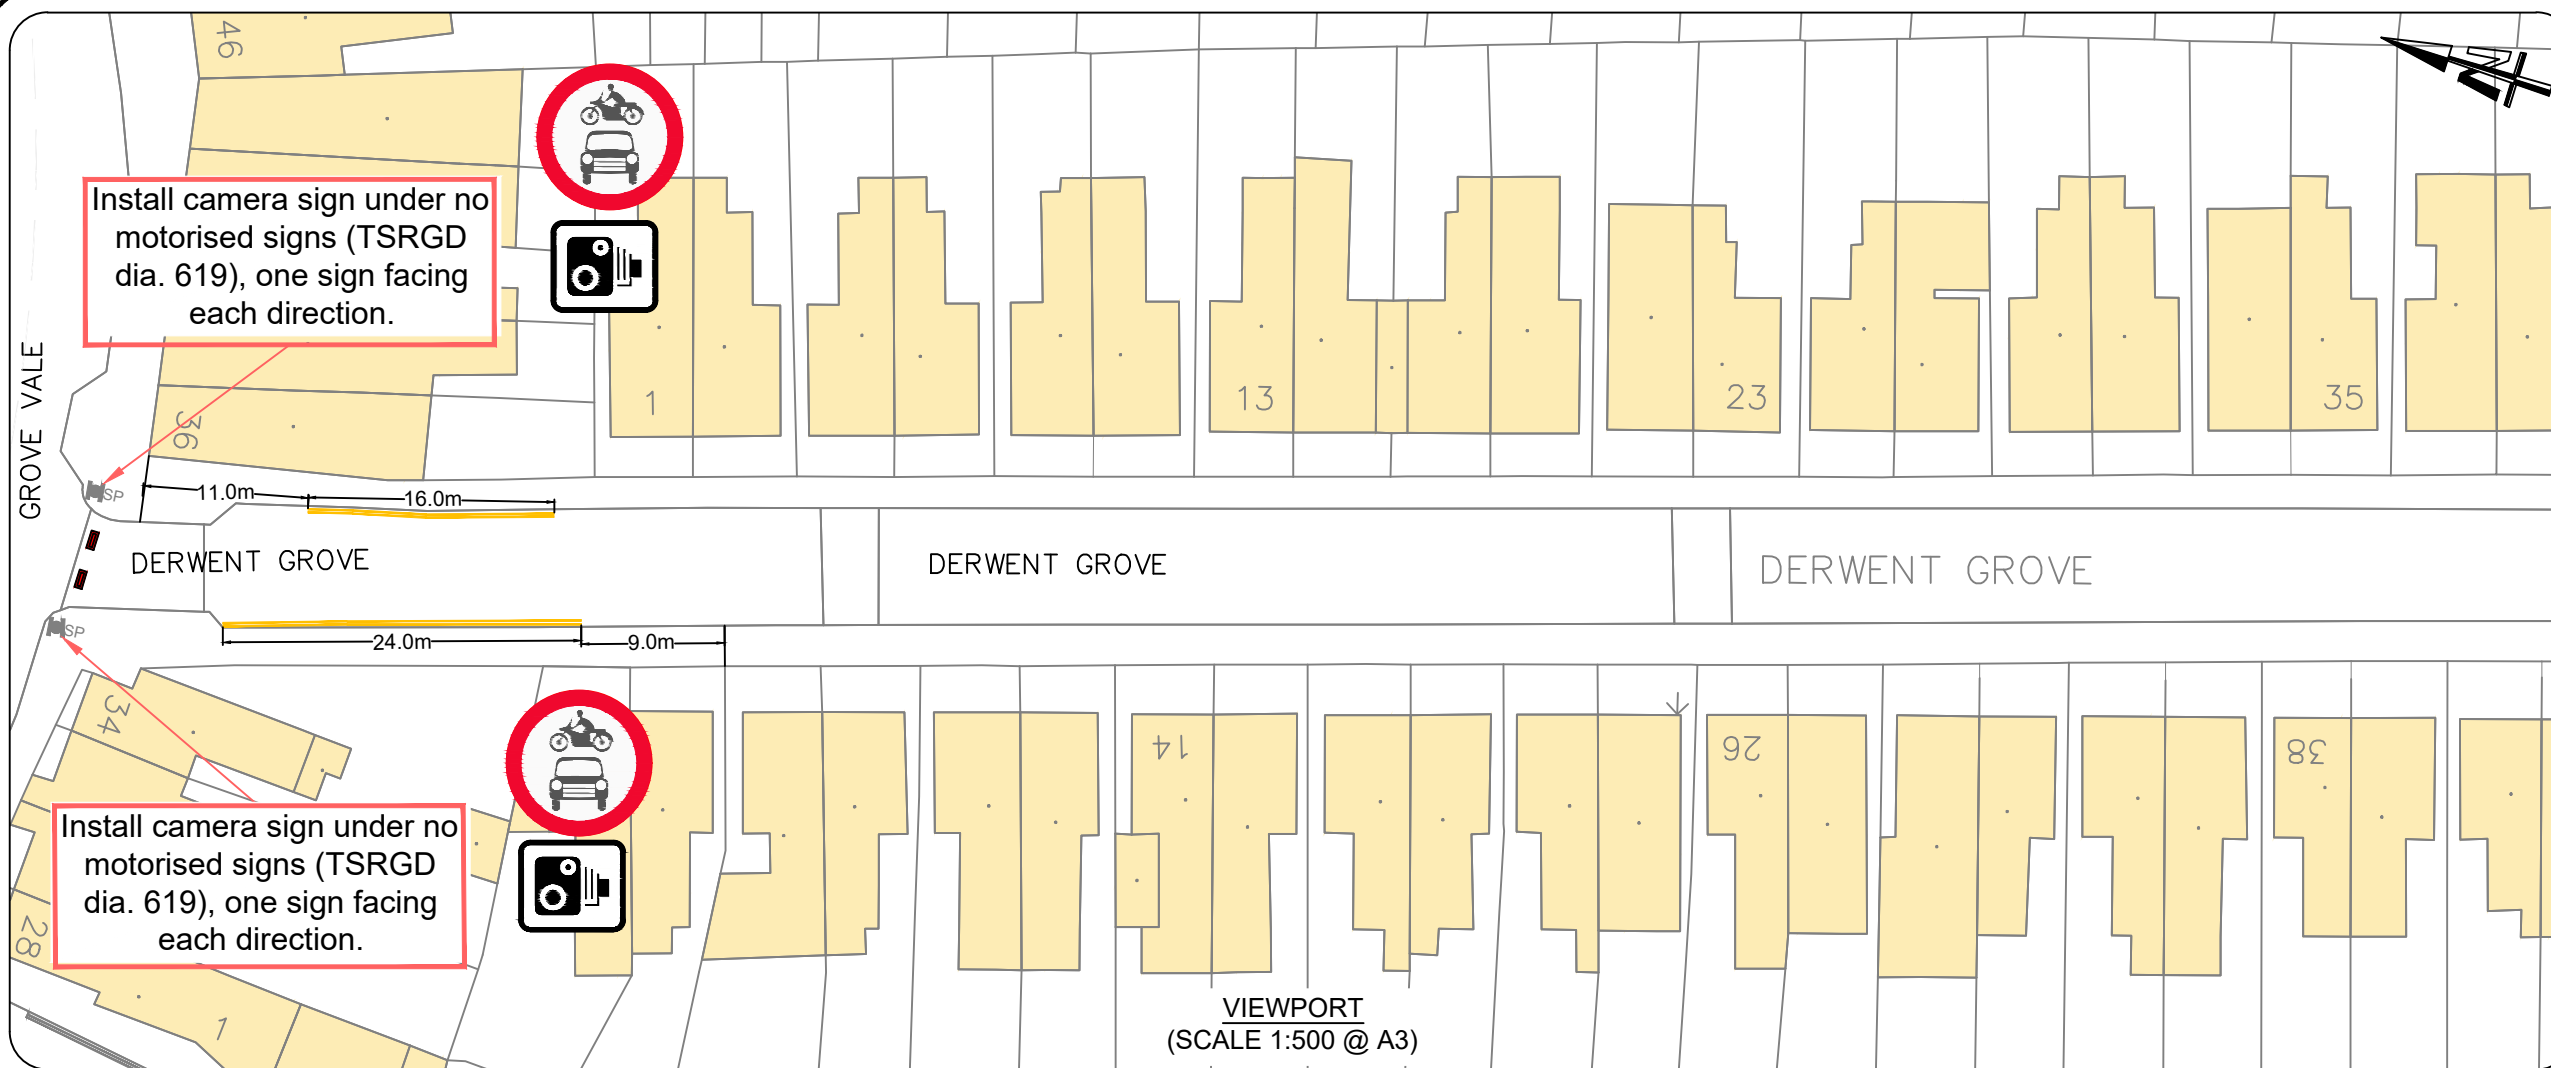 46
Install camera sign under no
motorised signs (TSRGD
dia. 619), one sign facing
each direction.
GROVE VALE
36
1
13
23
35
N
SP
11.0m
16.0m
DERWENT GROVE
DERWENT GROVE
DERWENT GROVE
SP
24.0m
9.0m
34
14
26
38
Install camera sign under no
motorised signs (TSRGD
dia. 619), one sign facing
each direction.
28
1
VIEWPORT
(SCALE 1:500 @ A3)